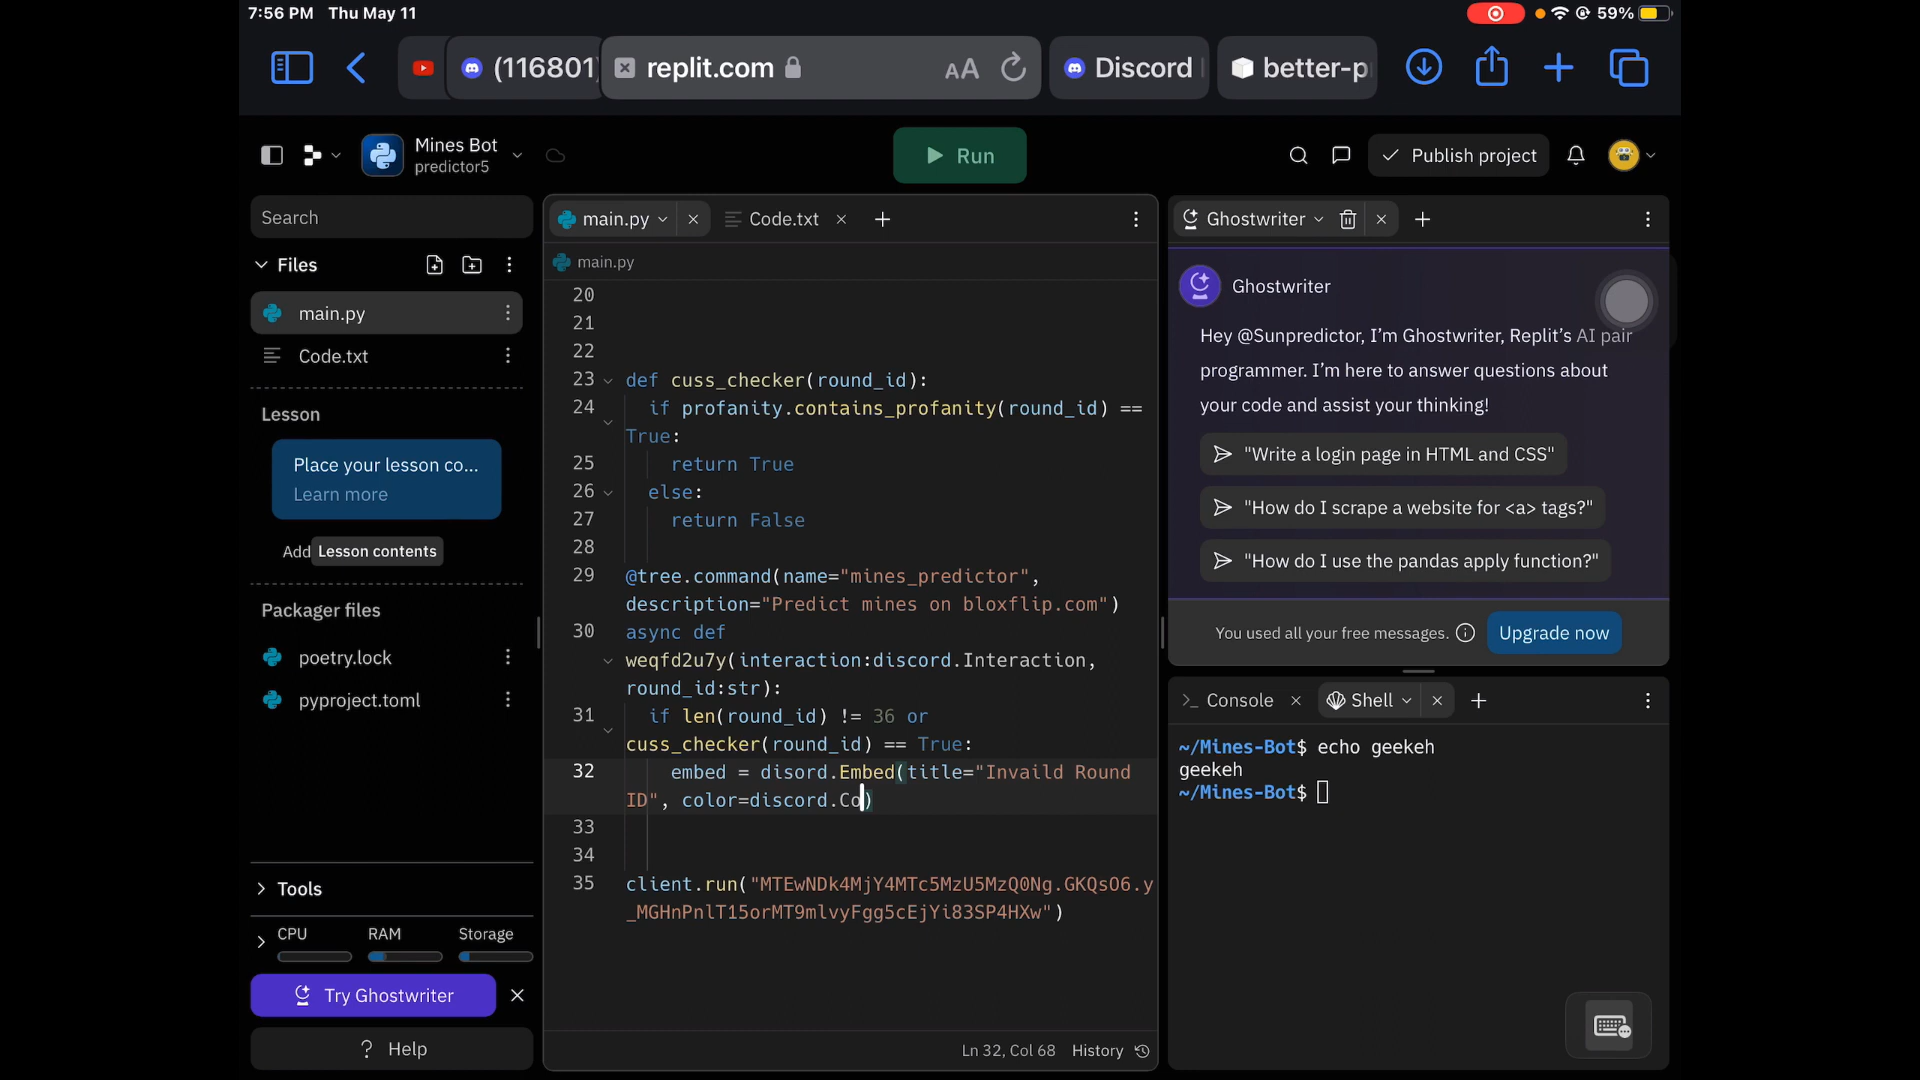 7:56 PM Thu May 11
59%
(116801)
replit.com
AA
Discord
better-p
Mines Bot
predictor5
Run
Publish project
Search
Files
main.py
Code.txt
Lesson
Place your lesson co...
Learn more
Add Lesson contents
Packager files
poetry.lock
pyproject.toml
Tools
CPU RAM Storage
Try Ghostwriter
? Help
main.py
Code.txt
main.py
20
21
22
23 def cuss_checker(round_id):
24 if profanity.contains_profanity(round_id) ==
True:
25 return True
26 else:
27 return False
28
29 @tree.command(name="mines_predictor",
description="Predict mines on bloxflip.com")
30 async def
weqfd2u7y(interaction:discord.Interaction,
round_id:str):
31 if len(round_id) != 36 or
cuss_checker(round_id) == True:
32 embed = disord.Embed(title="Invaild Round
ID", color=discord.Co)
33
34
35 client.run("MTEwNDk4MjY4MTc5MzU5MzQ0Ng.GKQsO6.y
_MGHnPnlT15orMT9mlvyFgg5cEjYi83SP4HXw")
Ln 32, Col 68 History
Ghostwriter
Ghostwriter
Hey @Sunpredictor, I’m Ghostwriter, Replit’s AI pair
programmer. I’m here to answer questions about
your code and assist your thinking!
"Write a login page in HTML and CSS"
"How do I scrape a website for <a> tags?"
"How do I use the pandas apply function?"
You used all your free messages.
Upgrade now
Console
Shell
~/Mines-Bot$ echo geekeh
geekeh
~/Mines-Bot$